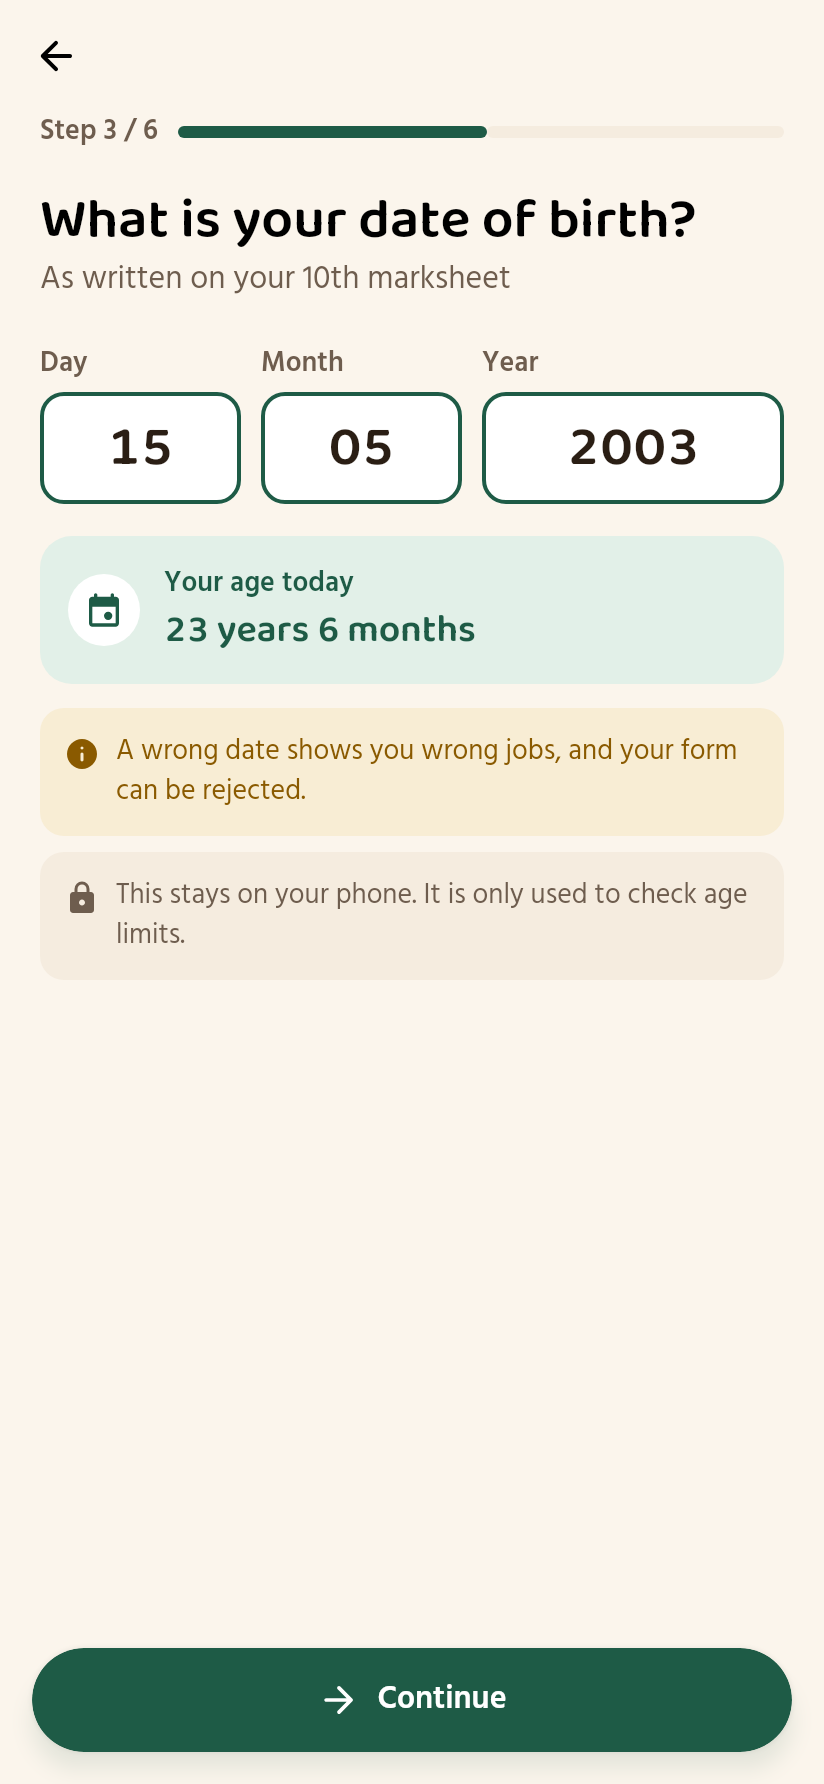 Step 3 / 6
What is your date of birth?
As written on your 10th marksheet
Day
Month
Year
15
05
2003
Your age today
23 years 6 months
A wrong date shows you wrong jobs, and your form
can be rejected.
This stays on your phone. It is only used to check age
limits.
Continue